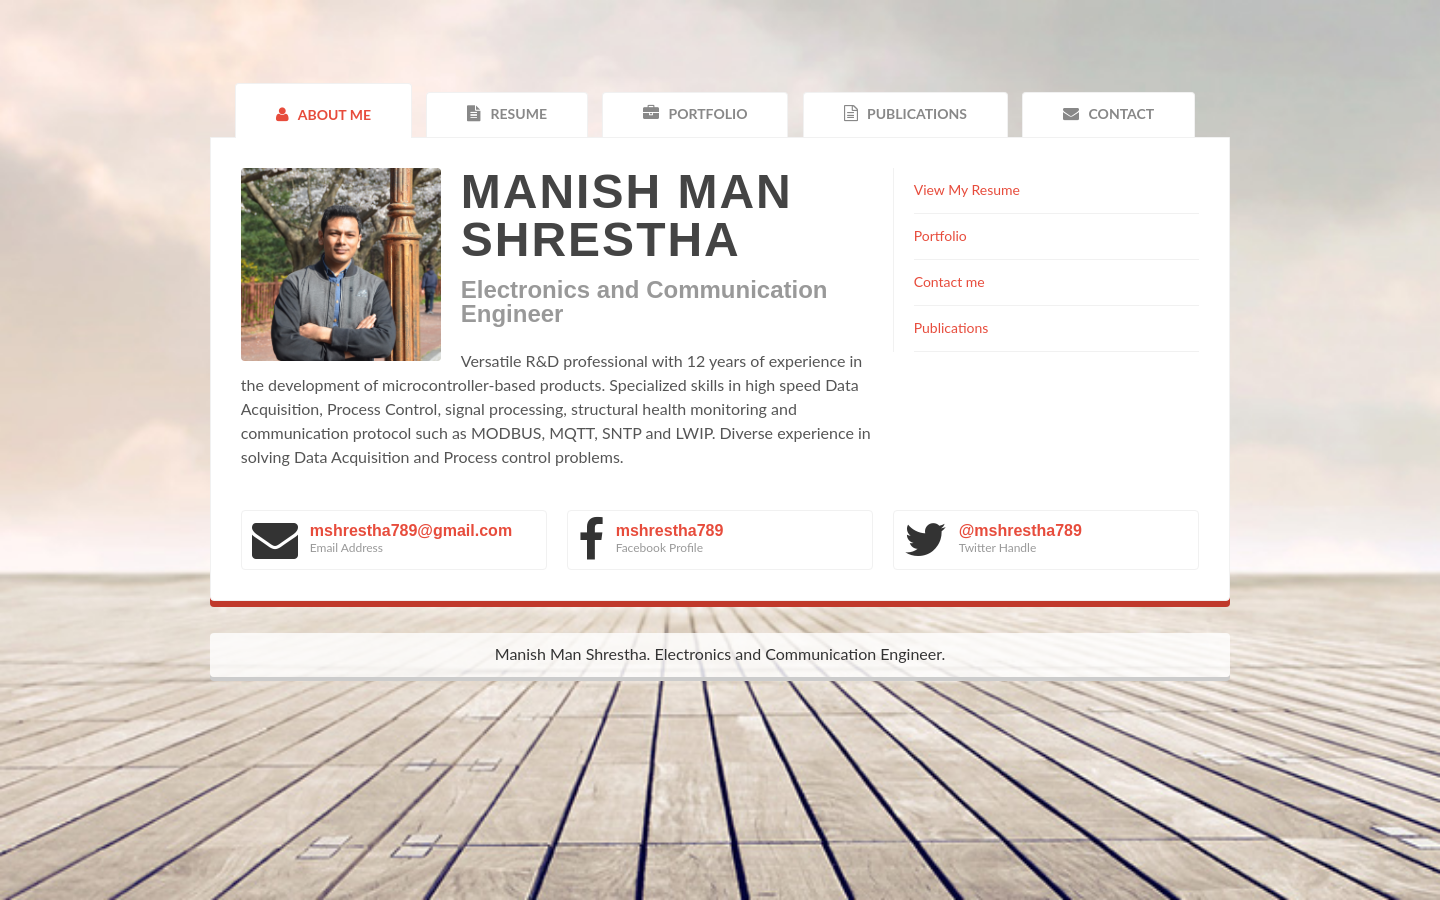 ABOUT ME
RESUME
PORTFOLIO
PUBLICATIONS
CONTACT
MANISH MAN
SHRESTHA
Electronics and Communication
Engineer
Versatile R&D professional with 12 years of experience in
the development of microcontroller-based products. Specialized skills in high speed Data
Acquisition, Process Control, signal processing, structural health monitoring and
communication protocol such as MODBUS, MQTT, SNTP and LWIP. Diverse experience in
solving Data Acquisition and Process control problems.
View My Resume
Portfolio
Contact me
Publications
mshrestha789@gmail.com
Email Address
mshrestha789
Facebook Profile
@mshrestha789
Twitter Handle
Manish Man Shrestha. Electronics and Communication Engineer.